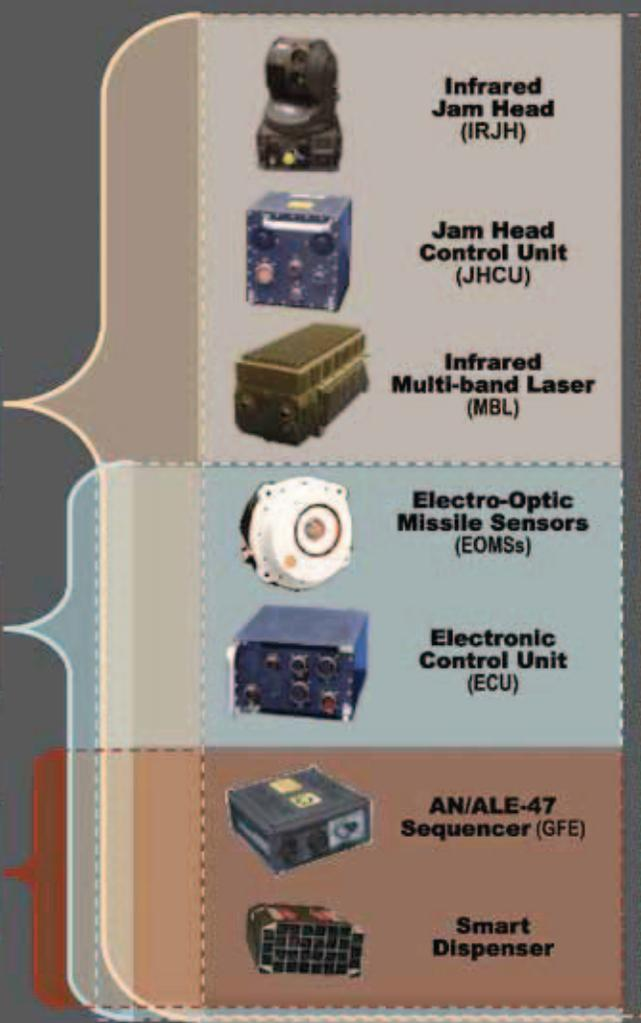 Infrared
Jam Head
(IRJH)
Jam Head
Control Unit
(JHCU)
Infrared
Multi-band Laser
(MBL)
Electro-Optic
Missile Sensors
(EOMSs)
Electronic
Control Unit
(ECU)
AN/ALE-47
Sequencer (GFE)
Smart
Dispenser